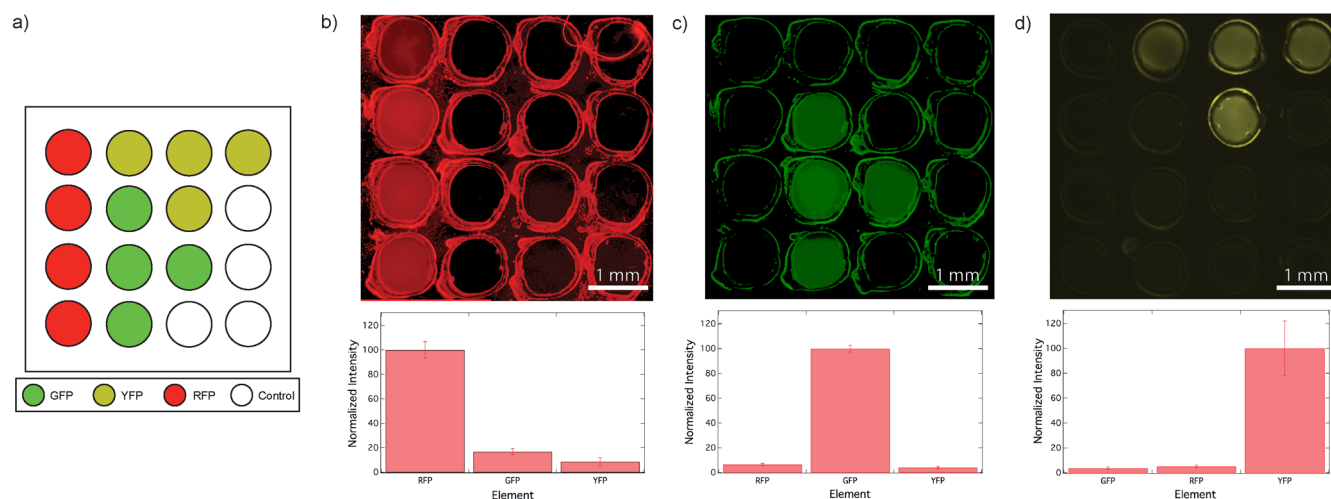 a)
GFP YFP RFP Control
b)
1 mm
Normalized Intensity
120
100
80
60
40
20
0
RFP GFP YFP
Element
c)
1 mm
Normalized Intensity
120
100
80
60
40
20
0
RFP GFP YFP
Element
d)
1 mm
Normalized Intensity
120
100
80
60
40
20
0
GFP RFP YFP
Element